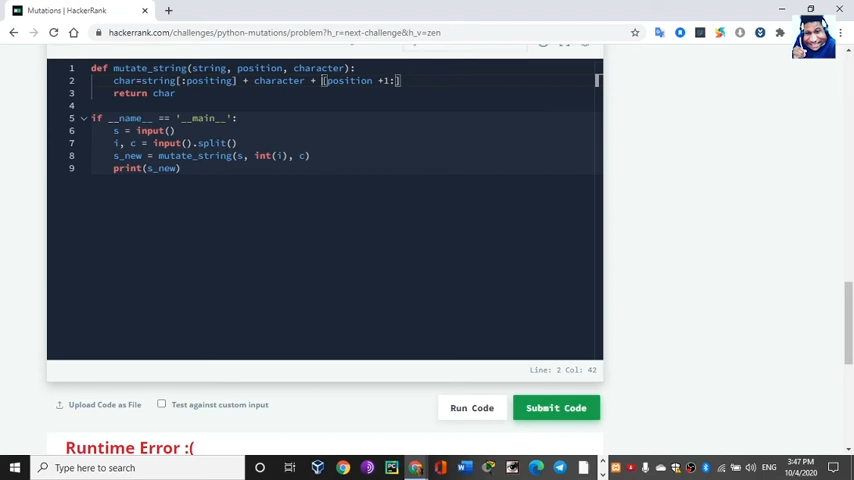 Mutations | HackerRank
hackerrank.com/challenges/python-mutations/problem?h_r=next-challenge&h_v=zen
1 def mutate_string(string, position, character):
2 char=string[:positing] + character + [position +1:]
3 return char
4
5 if __name__ == '__main__':
6 s = input()
7 i, c = input().split()
8 s_new = mutate_string(s, int(i), c)
9 print(s_new)
Line: 2 Col: 42
Upload Code as File
Test against custom input
Run Code
Submit Code
Runtime Error :(
Type here to search
ENG
3:47 PM
10/4/2020